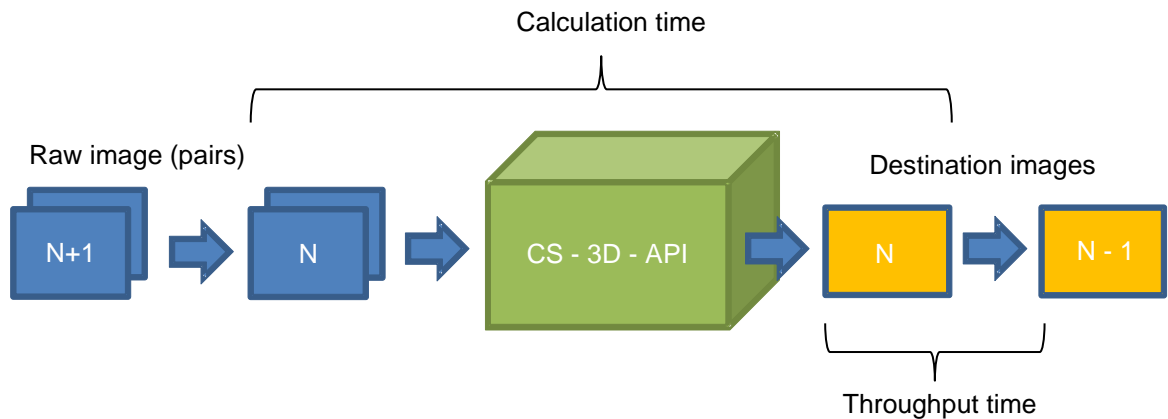 Calculation time
Raw image (pairs)
Destination images
N+1
N
CS - 3D - API
N
N - 1
Throughput time